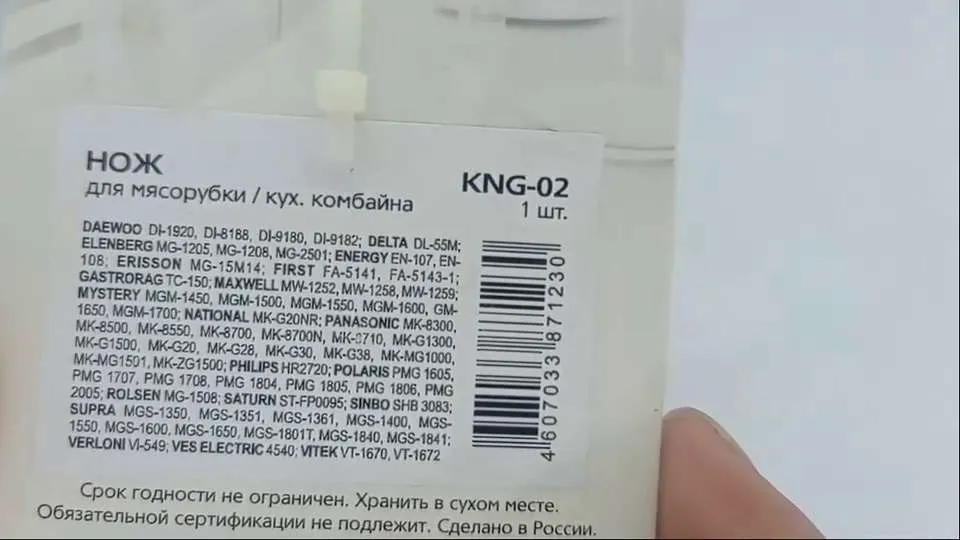 НОЖ
для мясорубки / кух. комбайна
KNG-02
1 шт.
DAEWOO DI-1920, DI-8188, DI-9180, DI-9182; DELTA DL-55M;
ELENBERG MG-1205, MG-1208, MG-2501; ENERGY EN-107, EN-
108; ERISSON MG-15M14; FIRST FA-5141, FA-5143-1;
GASTRORAG TC-150; MAXWELL MW-1252, MW-1258, MW-1259;
MYSTERY MGM-1450, MGM-1500, MGM-1550, MGM-1600, GM-
1650, MGM-1700; NATIONAL MK-G20NR; PANASONIC MK-8300,
MK-8500, MK-8550, MK-8700, MK-8700N, MK-8710, MK-G1300,
MK-G1500, MK-G20, MK-G28, MK-G30, MK-G38, MK-MG1000,
MK-MG1501, MK-ZG1500; PHILIPS HR2720; POLARIS PMG 1605,
PMG 1707, PMG 1708, PMG 1804, PMG 1805, PMG 1806, PMG
2005; ROLSEN MG-1508; SATURN ST-FP0095; SINBO SHB 3083;
SUPRA MGS-1350, MGS-1351, MGS-1361, MGS-1400, MGS-
1550, MGS-1600, MGS-1650, MGS-1801T, MGS-1840, MGS-1841;
VERLONI VI-549; VES ELECTRIC 4540; VITEK VT-1670, VT-1672
4 607033 871230
Срок годности не ограничен. Хранить в сухом месте.
Обязательной сертификации не подлежит. Сделано в России.